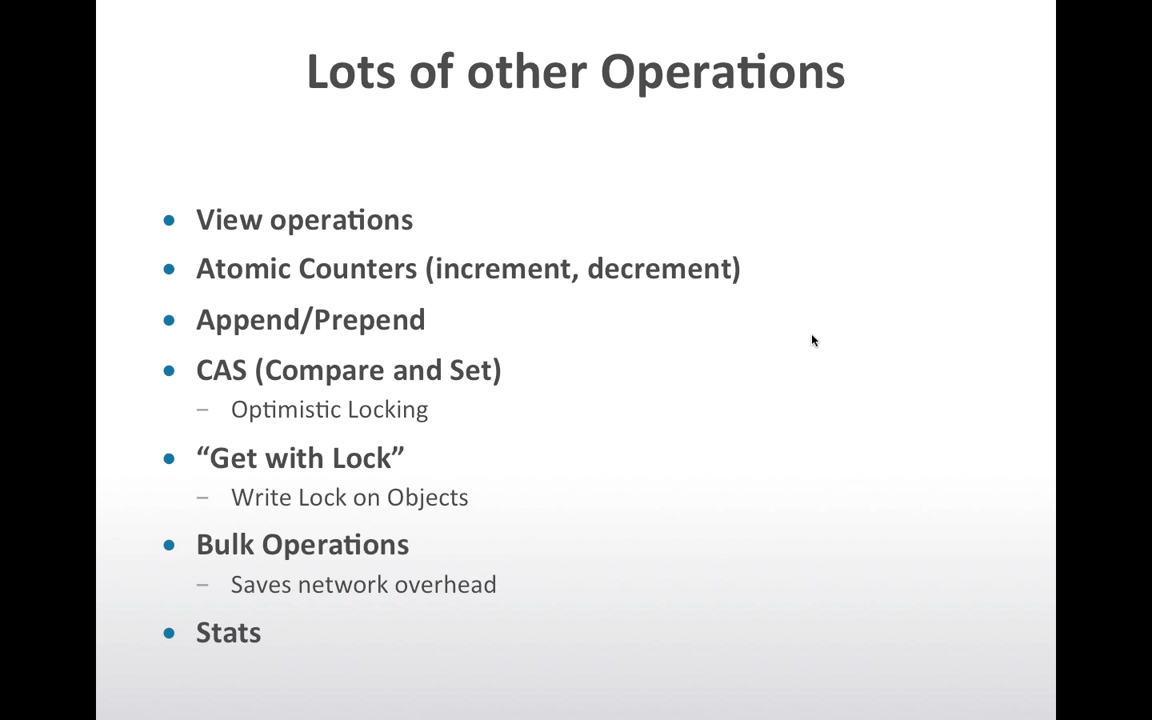 Lots of other Operations
• View operations
• Atomic Counters (increment, decrement)
• Append/Prepend
• CAS (Compare and Set)
– Optimistic Locking
• “Get with Lock”
– Write Lock on Objects
• Bulk Operations
– Saves network overhead
• Stats